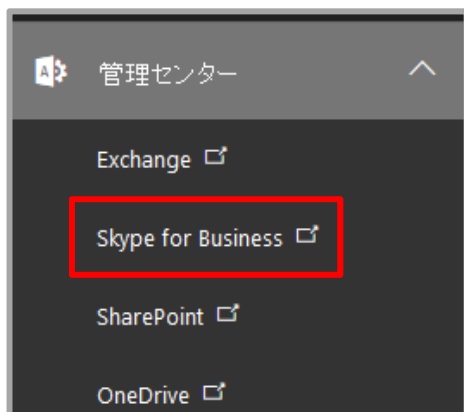 管理センター
Exchange
Skype for Business
SharePoint
OneDrive